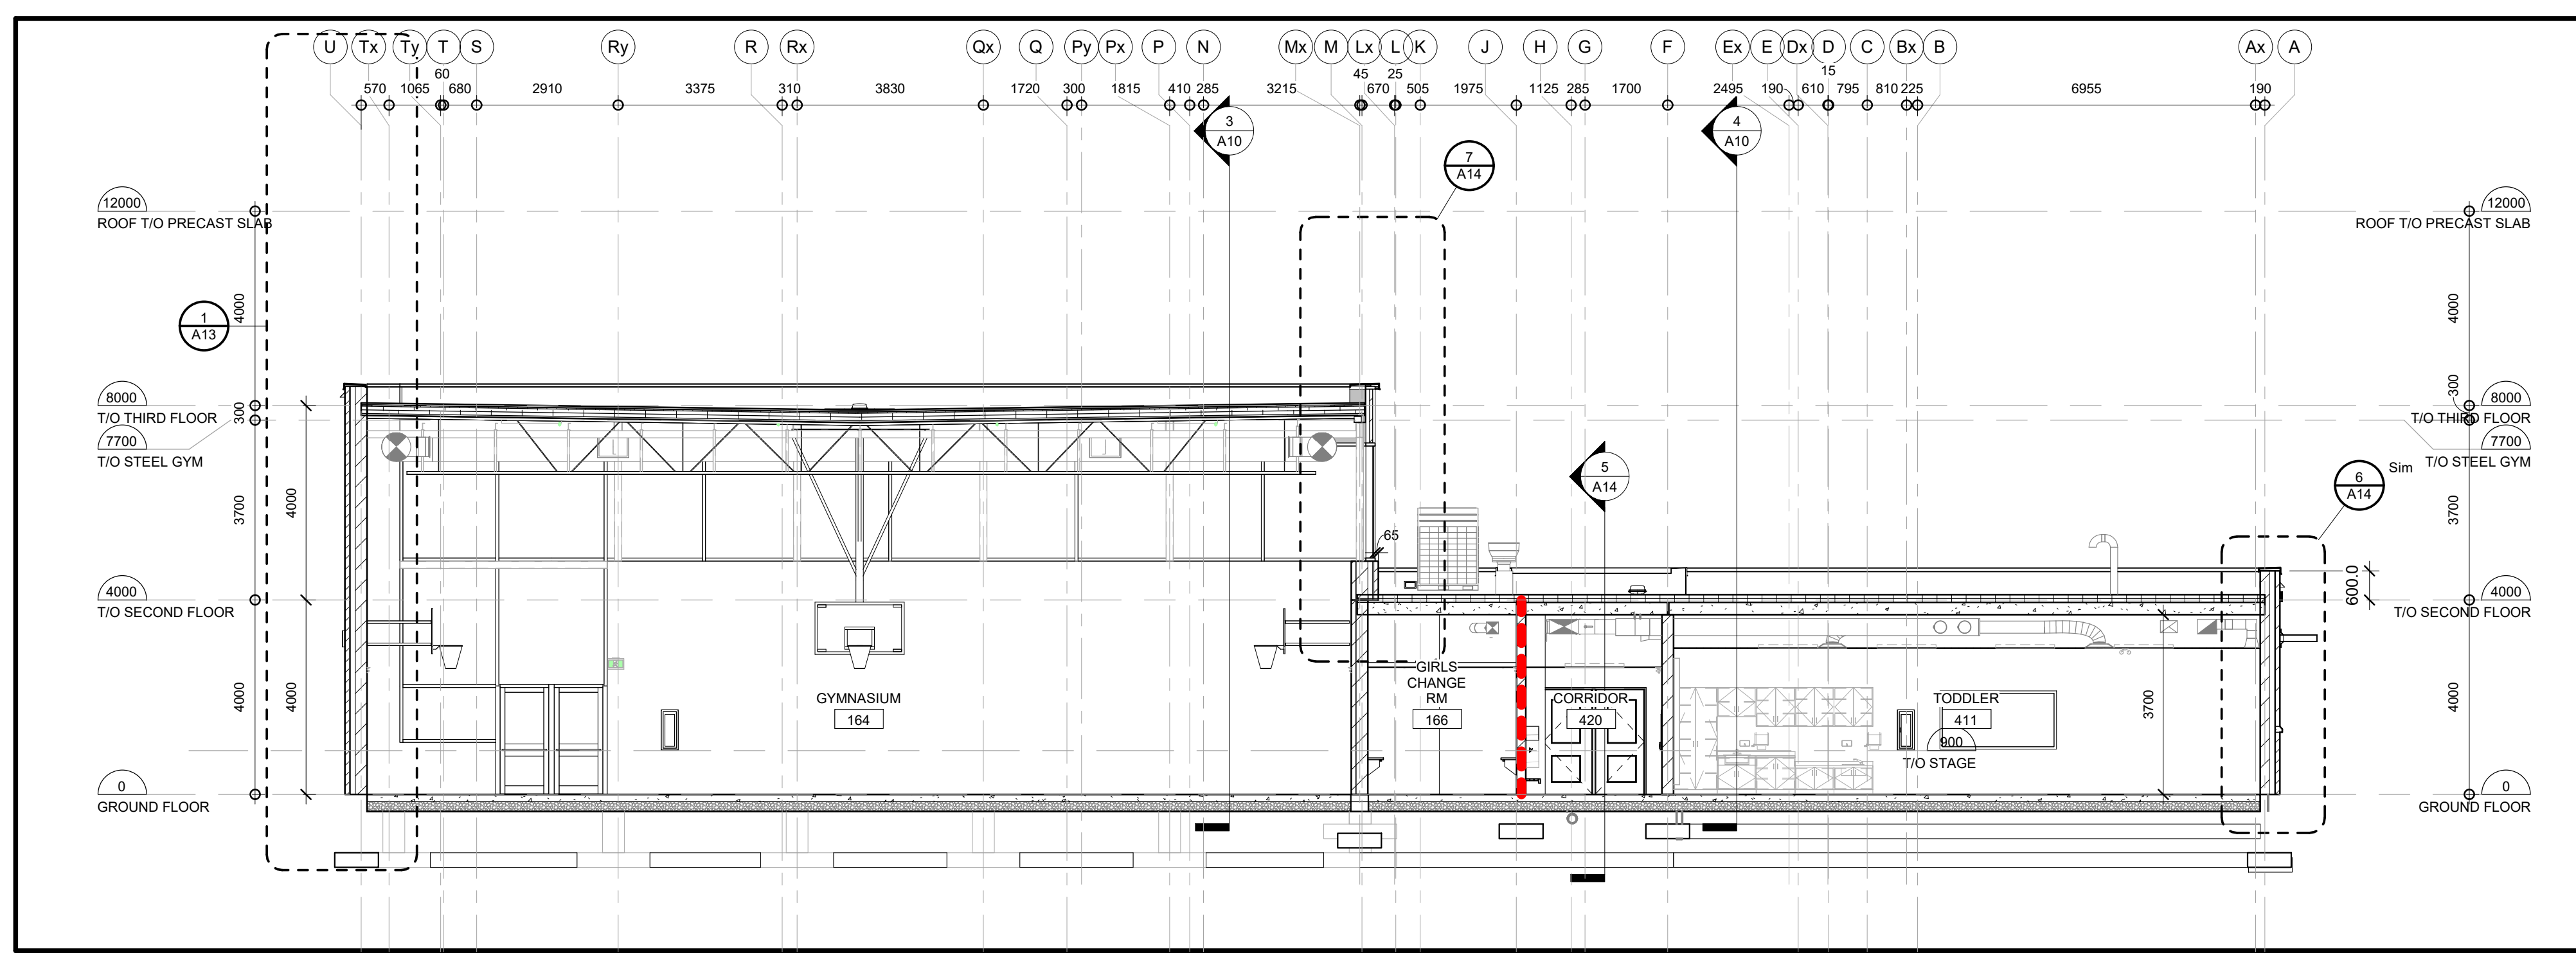 U Tx Ty T S Ry R Rx Qx Q Py Px P N Mx M Lx L K J H G F Ex E Dx D C Bx B Ax A
60 45 25 15
570 1065 680 2910 3375 310 3830 1720 300 1815 410 285 3215 670 505 1975 1125 285 1700 2495 190 610 795 810 225 6955 190
3
A10
4
A10
7
A14
12000
ROOF T/O PRECAST SLAB
12000
ROOF T/O PRECAST SLAB
4000
4000
1
A13
8000
T/O THIRD FLOOR
300
7700
T/O STEEL GYM
300
8000
T/O THIRD FLOOR
7700
T/O STEEL GYM
5
A14
6
A14
Sim
3700
4000
3700
65
600.0
4000
T/O SECOND FLOOR
4000
T/O SECOND FLOOR
4000
4000
GYMNASIUM
164
GIRLS
CHANGE
RM
166
CORRIDOR
420
TODDLER
411
3700
4000
900
T/O STAGE
0
GROUND FLOOR
0
GROUND FLOOR